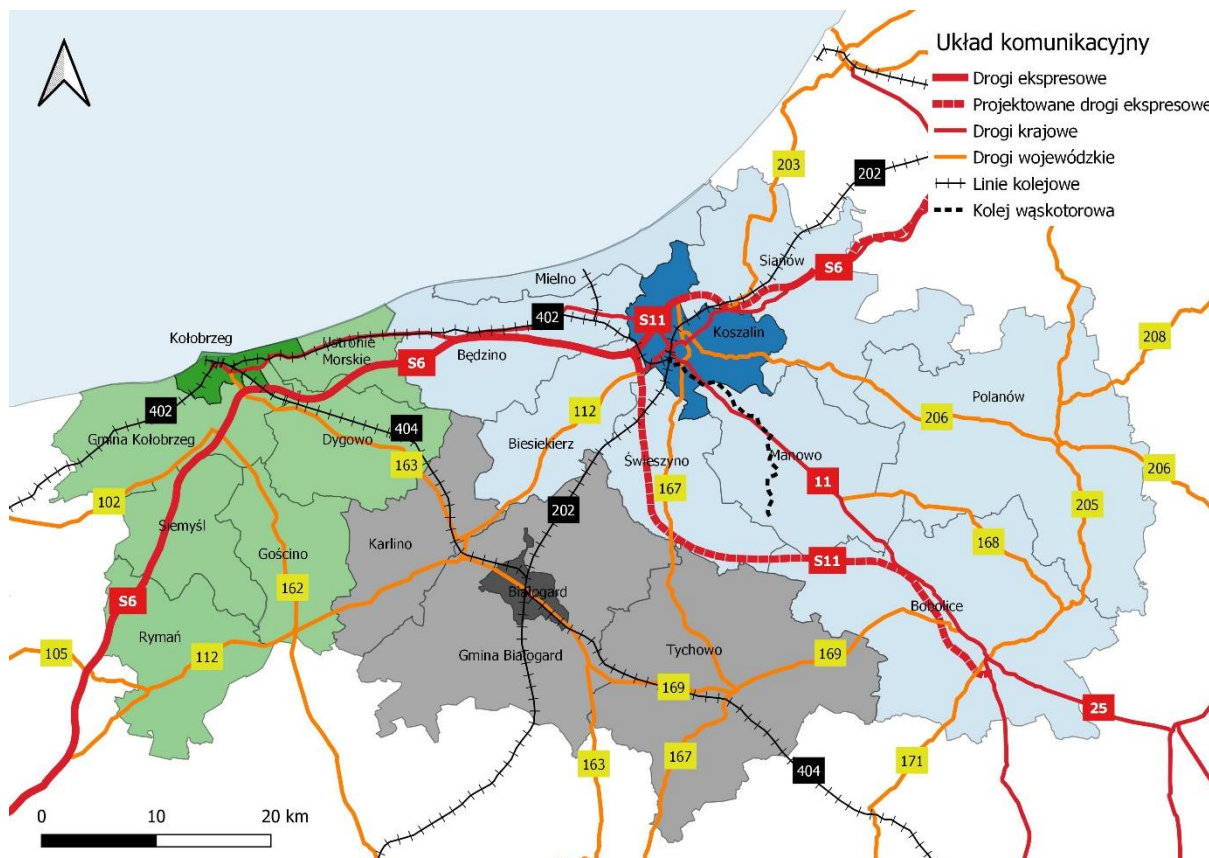 Układ komunikacyjny
Drogi ekspresowe
Projektowane drogi ekspresowe
Drogi krajowe
Drogi wojewódzkie
Linie kolejowe
Kolej wąskotorowa
203
202
Sianów
S6
Mielno
S11
Koszalin
402
Kołobrzeg
Ustronie
Morskie
S6
Będzino
208
Polanów
206
112
402
Gmina Kołobrzeg
404
Dygowo
163
Biesiekierz
Świeszyno
Manowo
206
167
11
102
205
202
Siemyśl
Karlino
168
Gościno
S11
162
S6
Białogard
Bobolice
Rymań
105
112
Gmina Białogard
Tychowo
169
169
25
163
167
171
404
0
10
20 km